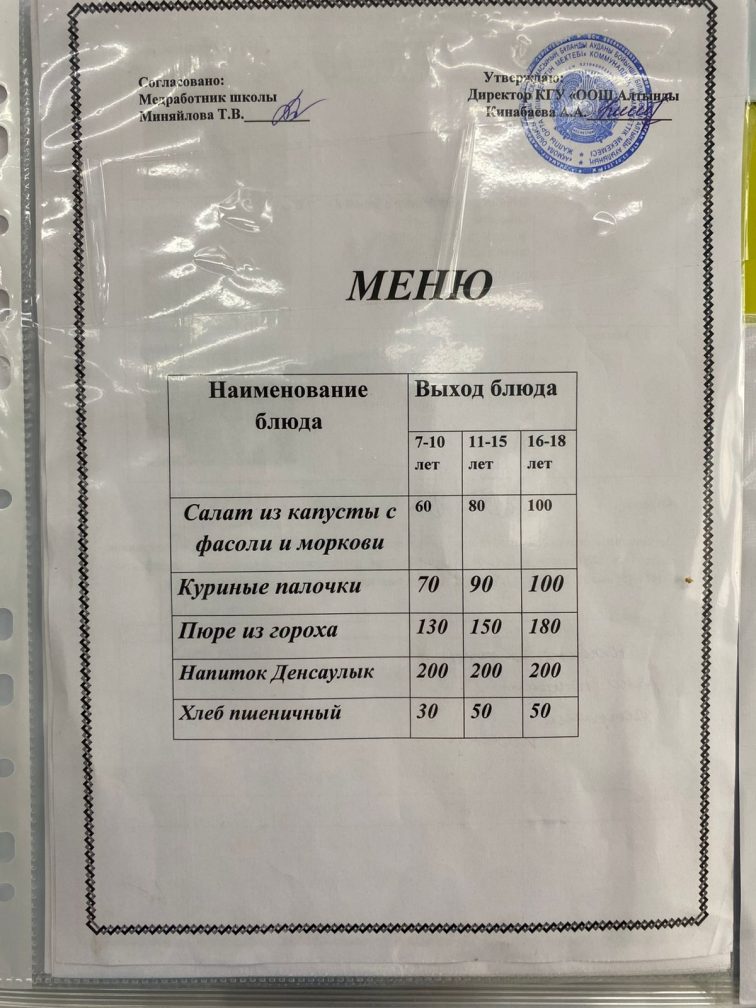 Согласовано:
Медработник школы
Миняйлова Т.В.
Утверждаю:
Директор КГУ «ООШ Алтынды
Кинабаева А.А.
МЕНЮ
Наименование блюда
Выход блюда
7-10 лет
11-15 лет
16-18 лет
Салат из капусты с фасоли и моркови
60
80
100
Куриные палочки
70
90
100
Пюре из гороха
130
150
180
Напиток Денсаулык
200
200
200
Хлеб пшеничный
30
50
50